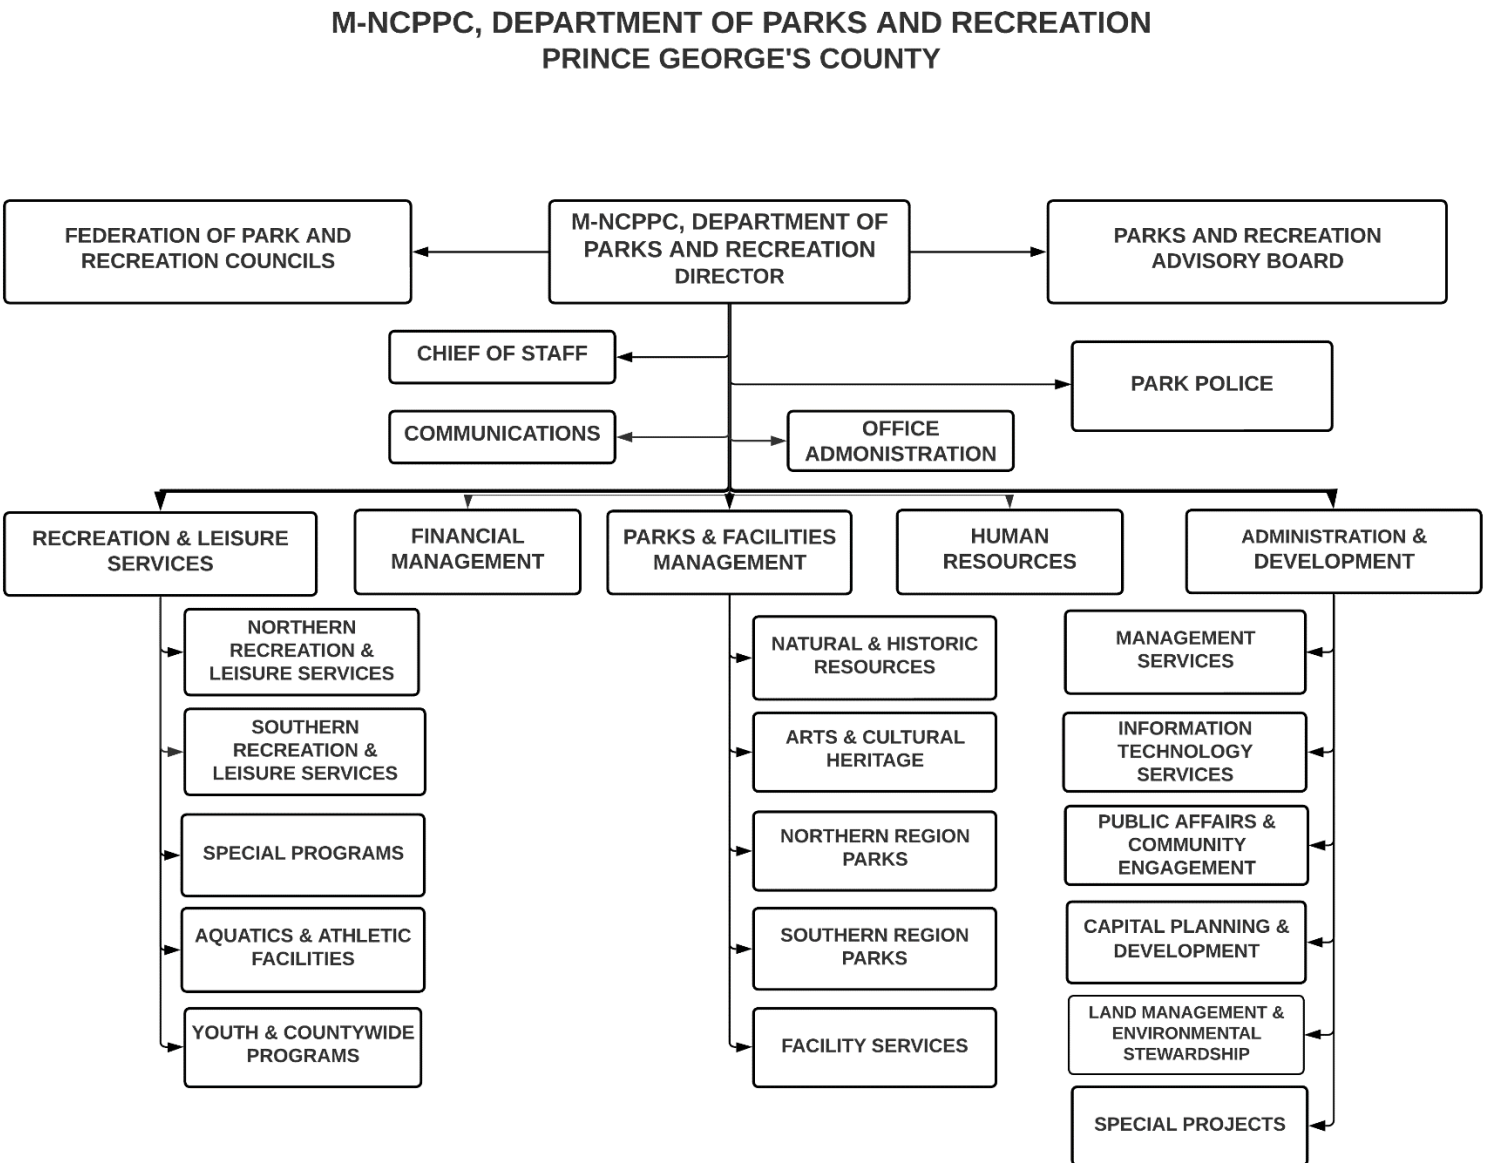 M-NCPPC, DEPARTMENT OF PARKS AND RECREATION
PRINCE GEORGE'S COUNTY
FEDERATION OF PARK AND
RECREATION COUNCILS
M-NCPPC, DEPARTMENT OF
PARKS AND RECREATION
DIRECTOR
PARKS AND RECREATION
ADVISORY BOARD
CHIEF OF STAFF
PARK POLICE
COMMUNICATIONS
OFFICE
ADMONISTRATION
RECREATION & LEISURE
SERVICES
FINANCIAL
MANAGEMENT
PARKS & FACILITIES
MANAGEMENT
HUMAN
RESOURCES
ADMINISTRATION &
DEVELOPMENT
NORTHERN
RECREATION &
LEISURE SERVICES
SOUTHERN
RECREATION &
LEISURE SERVICES
SPECIAL PROGRAMS
AQUATICS & ATHLETIC
FACILITIES
YOUTH & COUNTYWIDE
PROGRAMS
NATURAL & HISTORIC
RESOURCES
ARTS & CULTURAL
HERITAGE
NORTHERN REGION
PARKS
SOUTHERN REGION
PARKS
FACILITY SERVICES
MANAGEMENT
SERVICES
INFORMATION
TECHNOLOGY
SERVICES
PUBLIC AFFAIRS &
COMMUNITY
ENGAGEMENT
CAPITAL PLANNING &
DEVELOPMENT
LAND MANAGEMENT &
ENVIRONMENTAL
STEWARDSHIP
SPECIAL PROJECTS